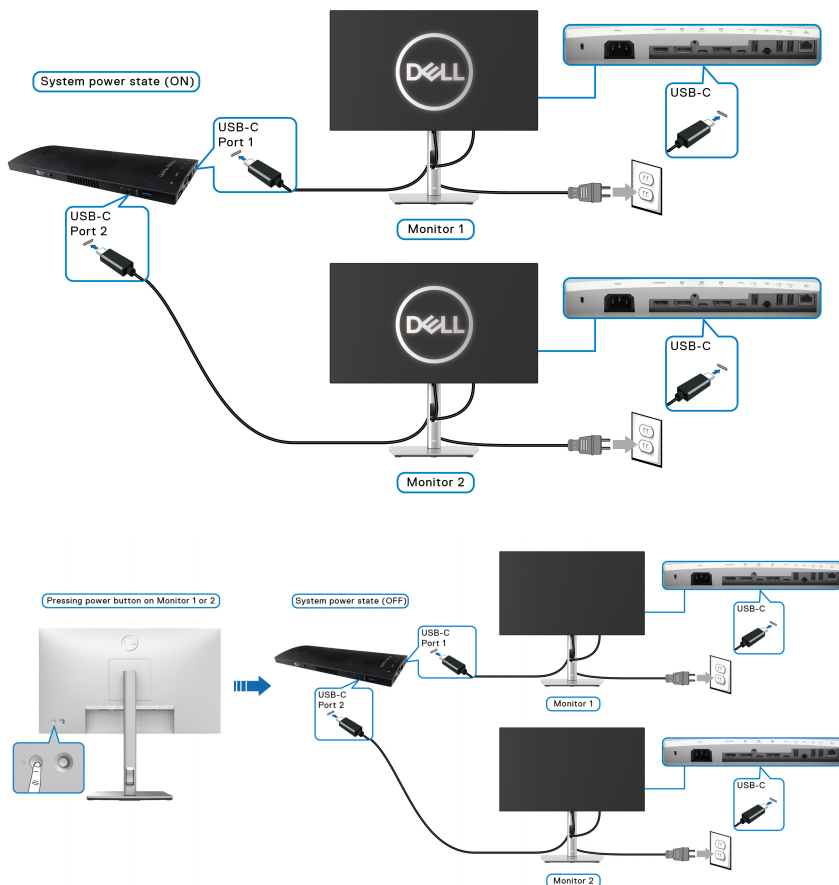 System power state (ON)
USB-C
Port 1
DELL
USB-C
Monitor 1
USB-C
Port 2
DELL
USB-C
Monitor 2
Pressing power button on Monitor 1 or 2
System power state (OFF)
USB-C
Port 1
USB-C
Monitor 1
USB-C
Port 2
USB-C
Monitor 2